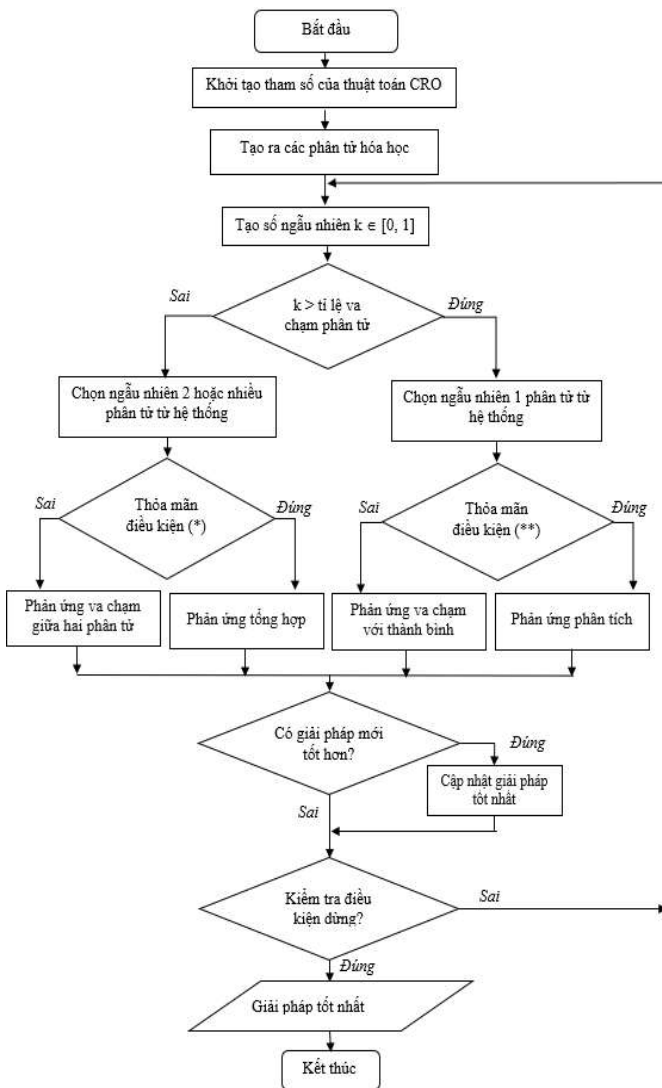 Bắt đầu
Khởi tạo tham số của thuật toán CRO
Tạo ra các phân tử hóa học
Tạo số ngẫu nhiên k ∈ [0, 1]
k > tỉ lệ va
chạm phân tử
Sai
Đúng
Chọn ngẫu nhiên 2 hoặc nhiều
phân tử từ hệ thống
Chọn ngẫu nhiên 1 phân tử từ
hệ thống
Sai
Thỏa mãn
điều kiện (*)
Đúng
Sai
Thỏa mãn
điều kiện (**)
Đúng
Phản ứng va chạm
giữa hai phân tử
Phản ứng tổng hợp
Phản ứng va chạm
với thành bình
Phản ứng phân tích
Có giải pháp mới
tốt hơn?
Đúng
Cập nhật giải pháp
tốt nhất
Sai
Kiểm tra điều
kiện dừng?
Sai
Đúng
Giải pháp tốt nhất
Kết thúc